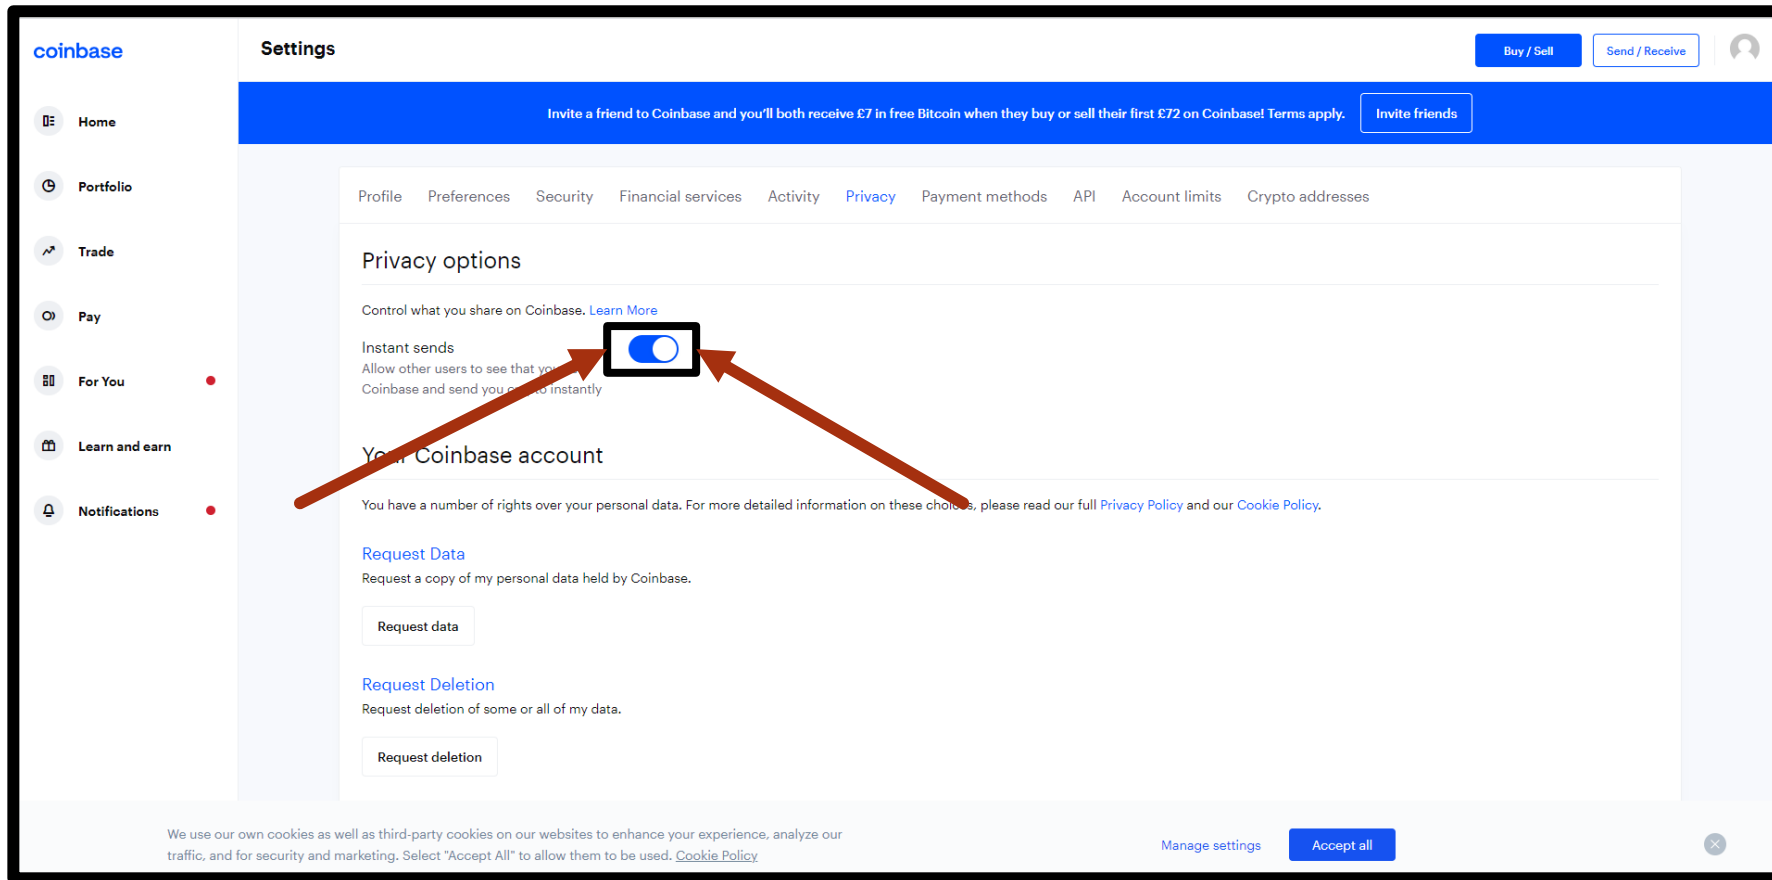 coinbase
Settings
Buy / Sell
Send / Receive
Invite a friend to Coinbase and you'll both receive £7 in free Bitcoin when they buy or sell their first £72 on Coinbase! Terms apply.
Invite friends
Home
Portfolio
Trade
Pay
For You
Learn and earn
Notifications
Profile Preferences Security Financial services Activity Privacy Payment methods API Account limits Crypto addresses
Privacy options
Control what you share on Coinbase. Learn More
Instant sends
Allow other users to see that
Coinbase and send you instantly
Your Coinbase account
You have a number of rights over your personal data. For more detailed information on these choices, please read our full Privacy Policy and our Cookie Policy.
Request Data
Request a copy of my personal data held by Coinbase.
Request data
Request Deletion
Request deletion of some or all of my data.
Request deletion
We use our own cookies as well as third-party cookies on our websites to enhance your experience, analyze our
traffic, and for security and marketing. Select "Accept All" to allow them to be used. Cookie Policy
Manage settings
Accept all